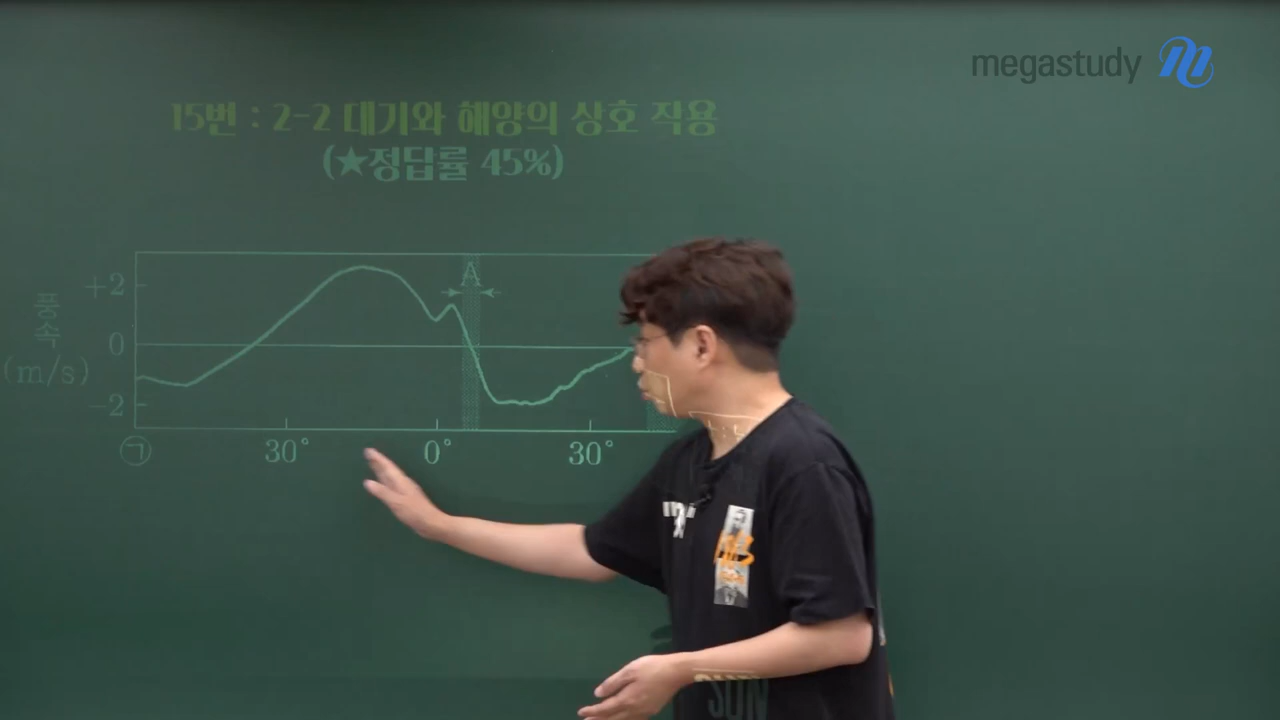 megastudy
15번 : 2-2 대기와 해양의 상호 작용
(★정답률 45%)
A
+2
풍속
0
(m/s)
-2
㉠ 30° 0° 30°
SUN